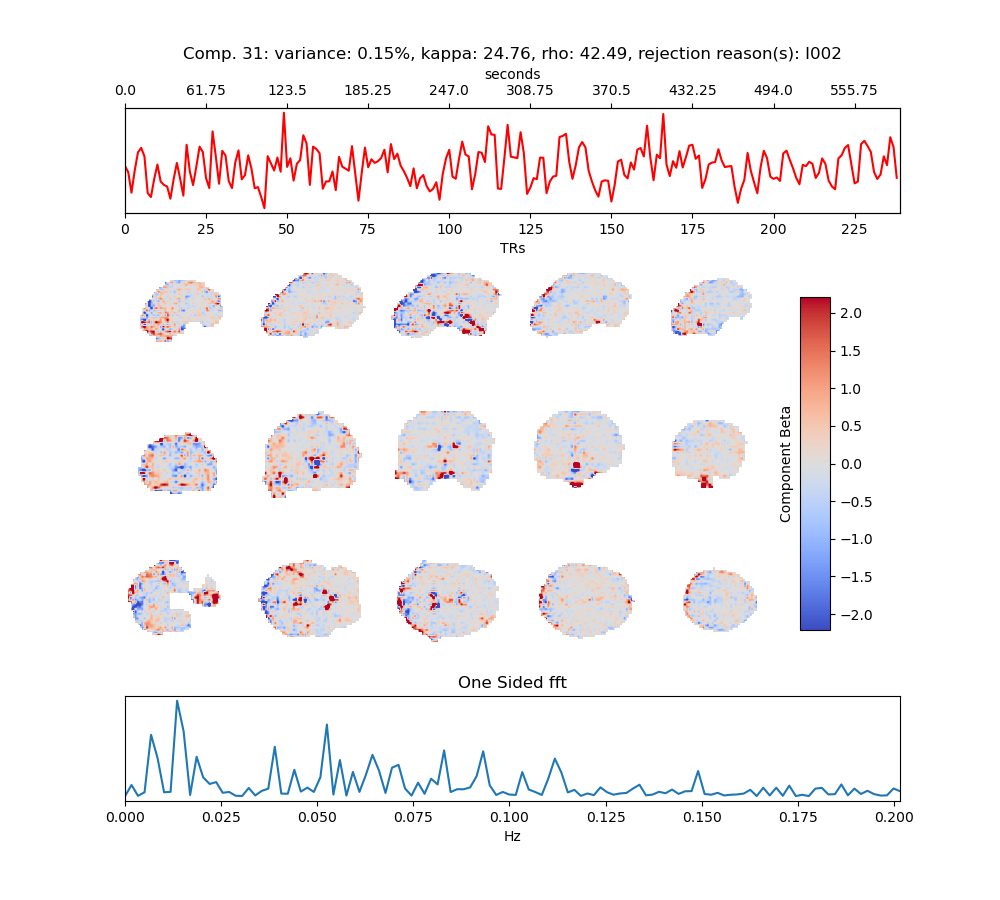 Comp. 31: variance: 0.15%, kappa: 24.76, rho: 42.49, rejection reason(s): I002
seconds
0.0 61.75 123.5 185.25 247.0 308.75 370.5 432.25 494.0 555.75
0 25 50 75 100 125 150 175 200 225
TRs
2.0
1.5
1.0
0.5
0.0
−0.5
−1.0
−1.5
−2.0
Component Beta
One Sided fft
0.000 0.025 0.050 0.075 0.100 0.125 0.150 0.175 0.200
Hz